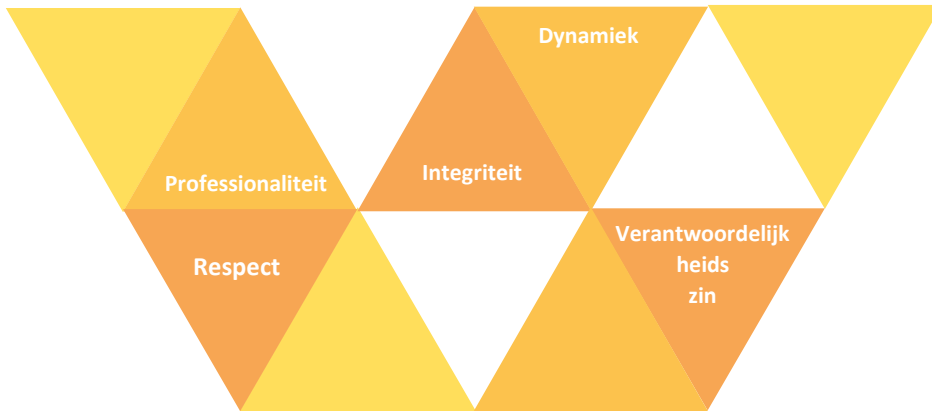 Dynamiek
Professionaliteit
Integriteit
Respect
Verantwoordelijk
heids
zin